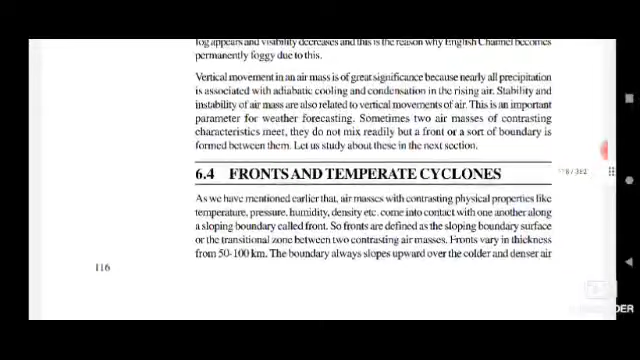 fog appears and visibility decreases and this is the reason why English Channel becomes
permanently foggy due to this.
Vertical movement in an air mass is of great significance because nearly all precipitation
is associated with adiabatic cooling and condensation in the rising air. Stability and
instability of air mass are also related to vertical movements of air. This is an important
parameter for weather forecasting. Sometimes two air masses of contrasting
characteristics meet, they do not mix readily but a front or a sort of boundary is
formed between them. Let us study about these in the next section.
6.4 FRONTS AND TEMPERATE CYCLONES
As we have mentioned earlier that, air masses with contrasting physical properties like
temperature, pressure, humidity, density etc. come into contact with one another along
a sloping boundary called front. So fronts are defined as the sloping boundary surface
or the transitional zone between two contrasting air masses. Fronts vary in thickness
from 50-100 km. The boundary always slopes upward over the colder and denser air
116